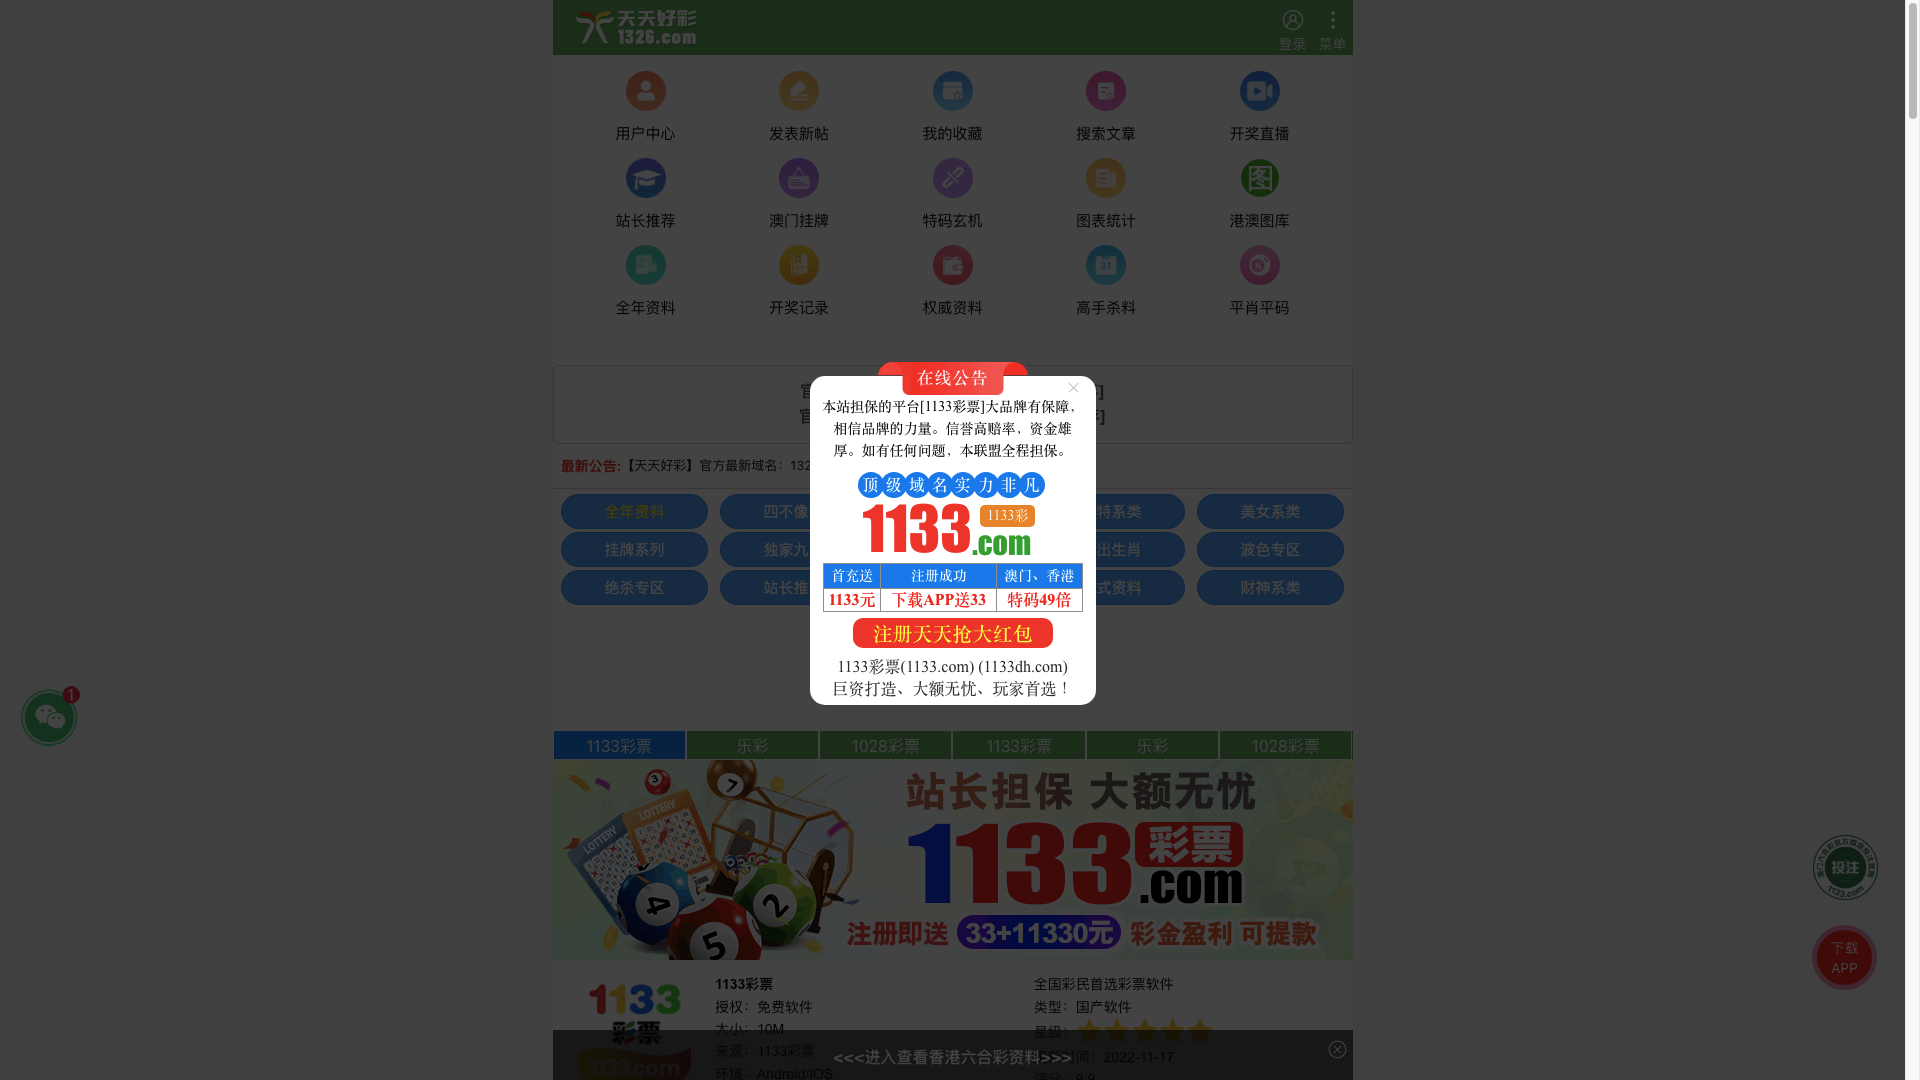 天天好彩
1326.com
登录 菜单
用户中心 发表新帖 我的收藏 搜索文章 开奖直播
图
站长推荐 澳门挂牌 特码玄机 图表统计 港澳图库
31 8
全年资料 开奖记录 权威资料 高手杀料 平肖平码
在线公告
本站担保的平台[1133彩票]大品牌有保障，
相信品牌的力量。信誉高赔率，资金雄
厚。如有任何问题，本联盟全程担保。
最新公告:【天天好彩】官方最新域名：132
顶级域名实力非凡
1133.com
1133彩
全年资料 四不像 特系类 美女系类
挂牌系列 独家九 出生肖 波色专区
绝杀专区 站长推 式资料 财神系类
首充送 注册成功 澳门、香港
1133元 下载APP送33 特码49倍
注册天天抢大红包
1133彩票(1133.com) (1133dh.com)
巨资打造、大额无忧、玩家首选！
1
1133彩票 乐彩 1028彩票 1133彩票 乐彩 1028彩票
站长担保 大额无忧
LOTTERY
LOTTERY
3 7 4 2 5
1133彩票
.com
注册即送 33+11330元 彩金盈利 可提款
投注
1133.com
下载
APP
1133
彩票
1133.com
1133彩票
授权：免费软件
大小：10M
来源：1133彩票
环境：Android/IOS
全国彩民首选彩票软件
类型：国产软件
星级：
时间：2022-11-17
评分：9.9
<<<进入查看香港六合彩资料>>>